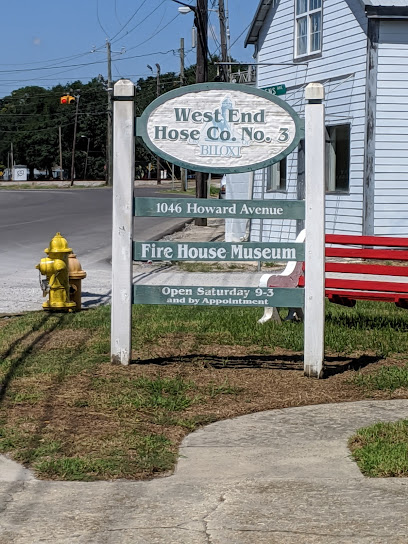 West End
Hose Co. No. 3
BILOXI
1046 Howard Avenue
Fire House Museum
Open Saturday 9-3
and by Appointment